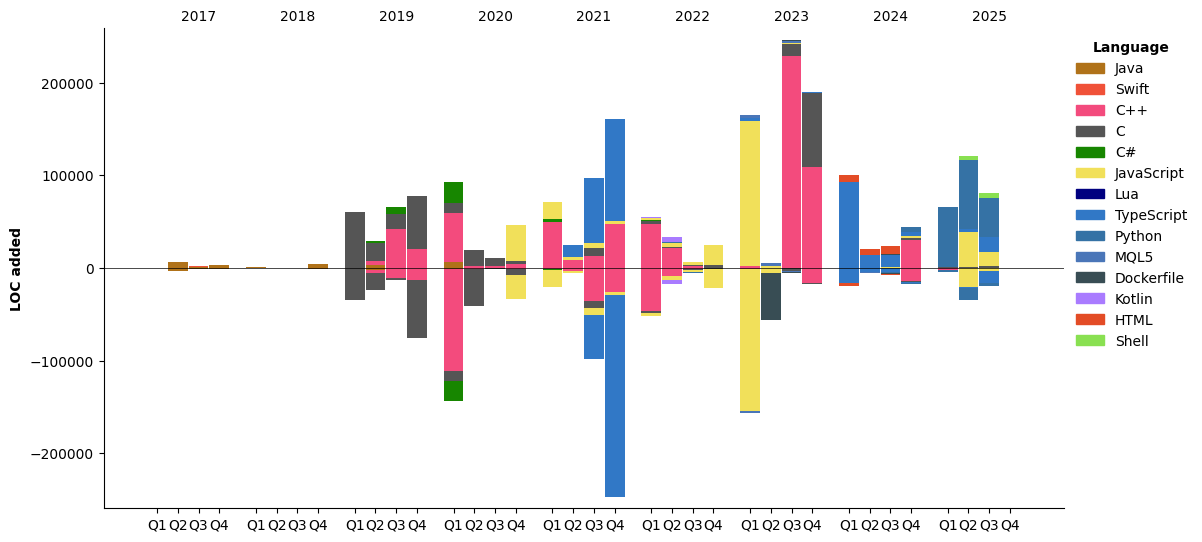 2017 2018 2019 2020 2021 2022 2023 2024 2025
LOC added
200000
100000
0
−100000
−200000
Q1 Q2 Q3 Q4 Q1 Q2 Q3 Q4 Q1 Q2 Q3 Q4 Q1 Q2 Q3 Q4 Q1 Q2 Q3 Q4 Q1 Q2 Q3 Q4 Q1 Q2 Q3 Q4 Q1 Q2 Q3 Q4 Q1 Q2 Q3 Q4
Language
Java
Swift
C++
C
C#
JavaScript
Lua
TypeScript
Python
MQL5
Dockerfile
Kotlin
HTML
Shell